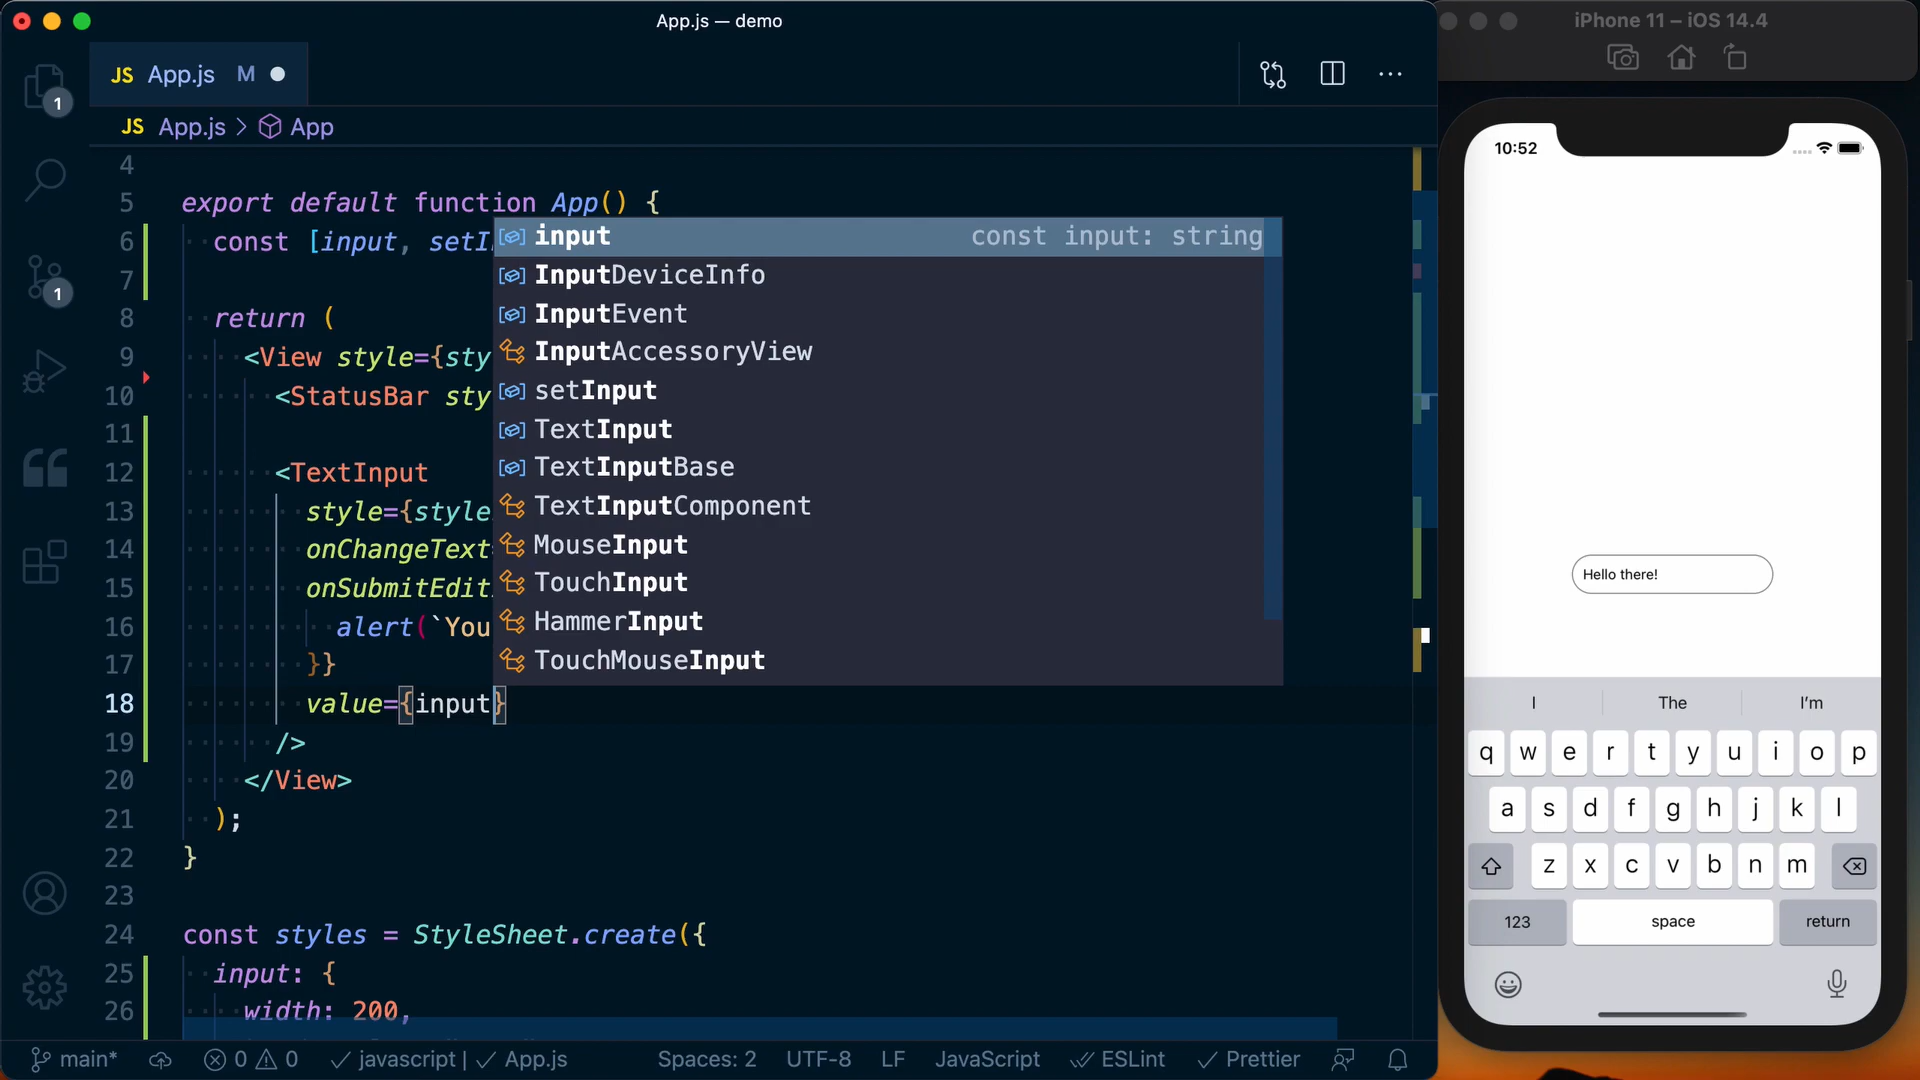 App.js — demo
JS App.js M
JS App.js > App
4
5 export default function App() {
6 const [input, setI
7
8 return (
9 <View style={sty
10 <StatusBar sty
11
12 <TextInput
13 style={styles
14 onChangeText=
15 onSubmitEditi
16 alert(`You
17 }}
18 value={input}
19 />
20 </View>
21 );
22 }
23
24 const styles = StyleSheet.create({
25 input: {
26 width: 200,
input const input: string
InputDeviceInfo
InputEvent
InputAccessoryView
setInput
TextInput
TextInputBase
TextInputComponent
MouseInput
TouchInput
HammerInput
TouchMouseInput
1
1
main* 0 0 javascript | App.js Spaces: 2 UTF-8 LF JavaScript ESLint Prettier
iPhone 11 – iOS 14.4
10:52
Hello there!
I The I'm
q w e r t y u i o p
a s d f g h j k l
z x c v b n m
123 space return